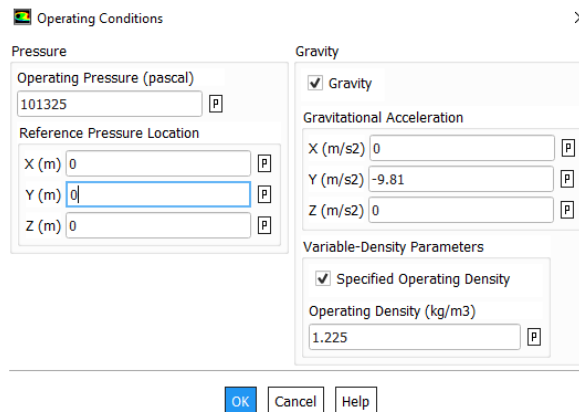 Operating Conditions
Pressure
Operating Pressure (pascal)
101325
P
Reference Pressure Location
X (m) 0
P
Y (m) 0
P
Z (m) 0
P
Gravity
Gravity
Gravitational Acceleration
X (m/s2) 0
P
Y (m/s2) -9.81
P
Z (m/s2) 0
P
Variable-Density Parameters
Specified Operating Density
Operating Density (kg/m3)
1.225
P
OK Cancel Help